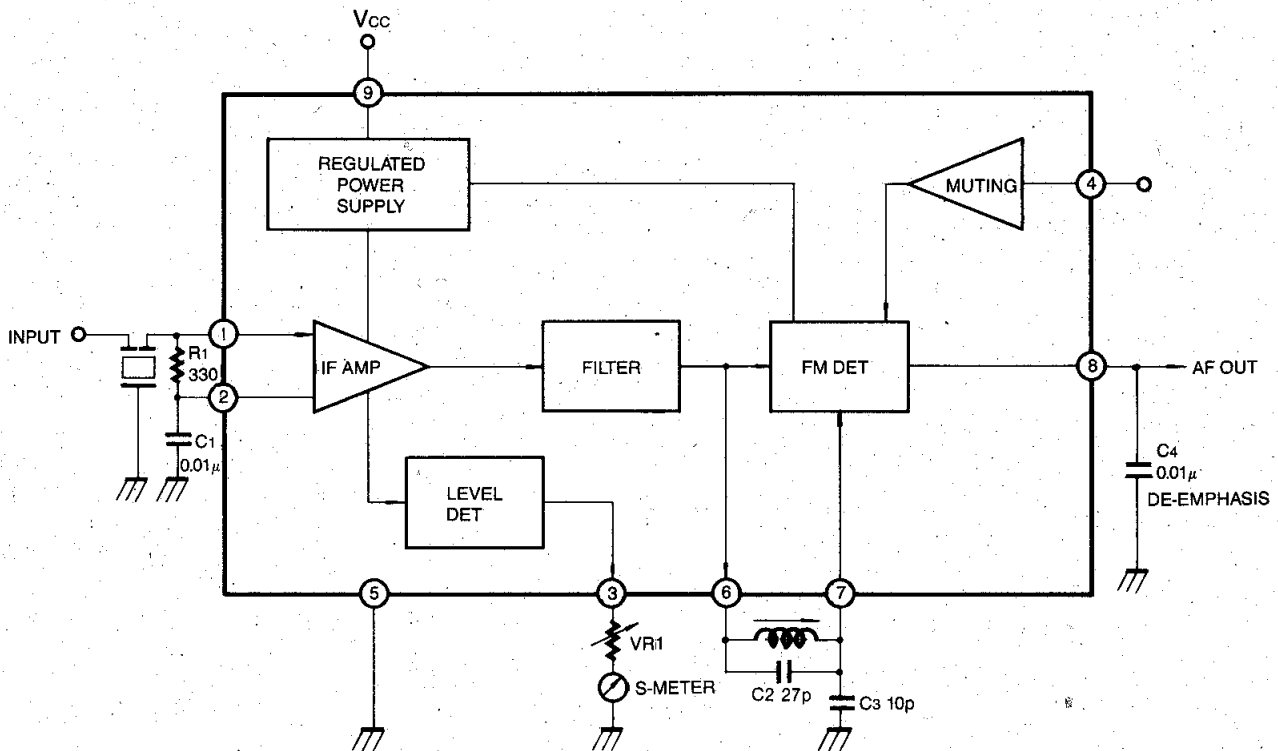 VCC
9
REGULATED
POWER
SUPPLY
MUTING
4
INPUT
1
R1
330
2
C1
0.01μ
IF AMP
FILTER
FM DET
8
AF OUT
C4
0.01μ
DE-EMPHASIS
LEVEL
DET
5
3
6
7
VR1
S-METER
C2 27p
C3 10p